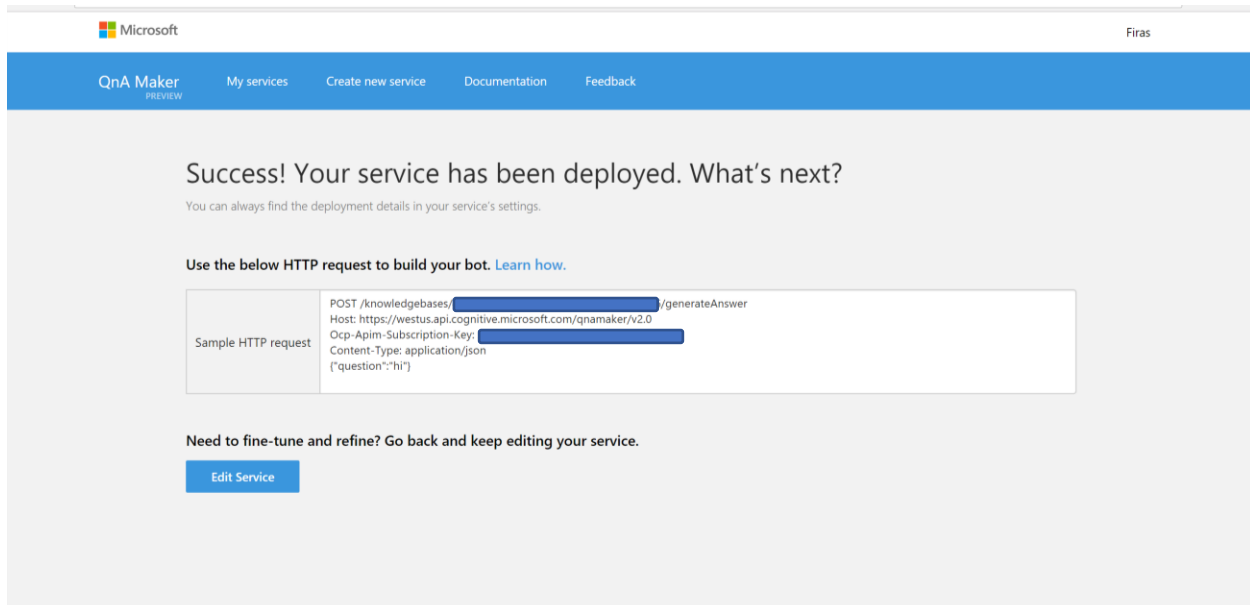 Microsoft
Firas
QnA Maker My services Create new service Documentation Feedback
PREVIEW
Success! Your service has been deployed. What's next?
You can always find the deployment details in your service's settings.
Use the below HTTP request to build your bot. Learn how.
Sample HTTP request
POST /knowledgebases/ /generateAnswer
Host: https://westus.api.cognitive.microsoft.com/qnamaker/v2.0
Ocp-Apim-Subscription-Key:
Content-Type: application/json
{"question":"hi"}
Need to fine-tune and refine? Go back and keep editing your service.
Edit Service